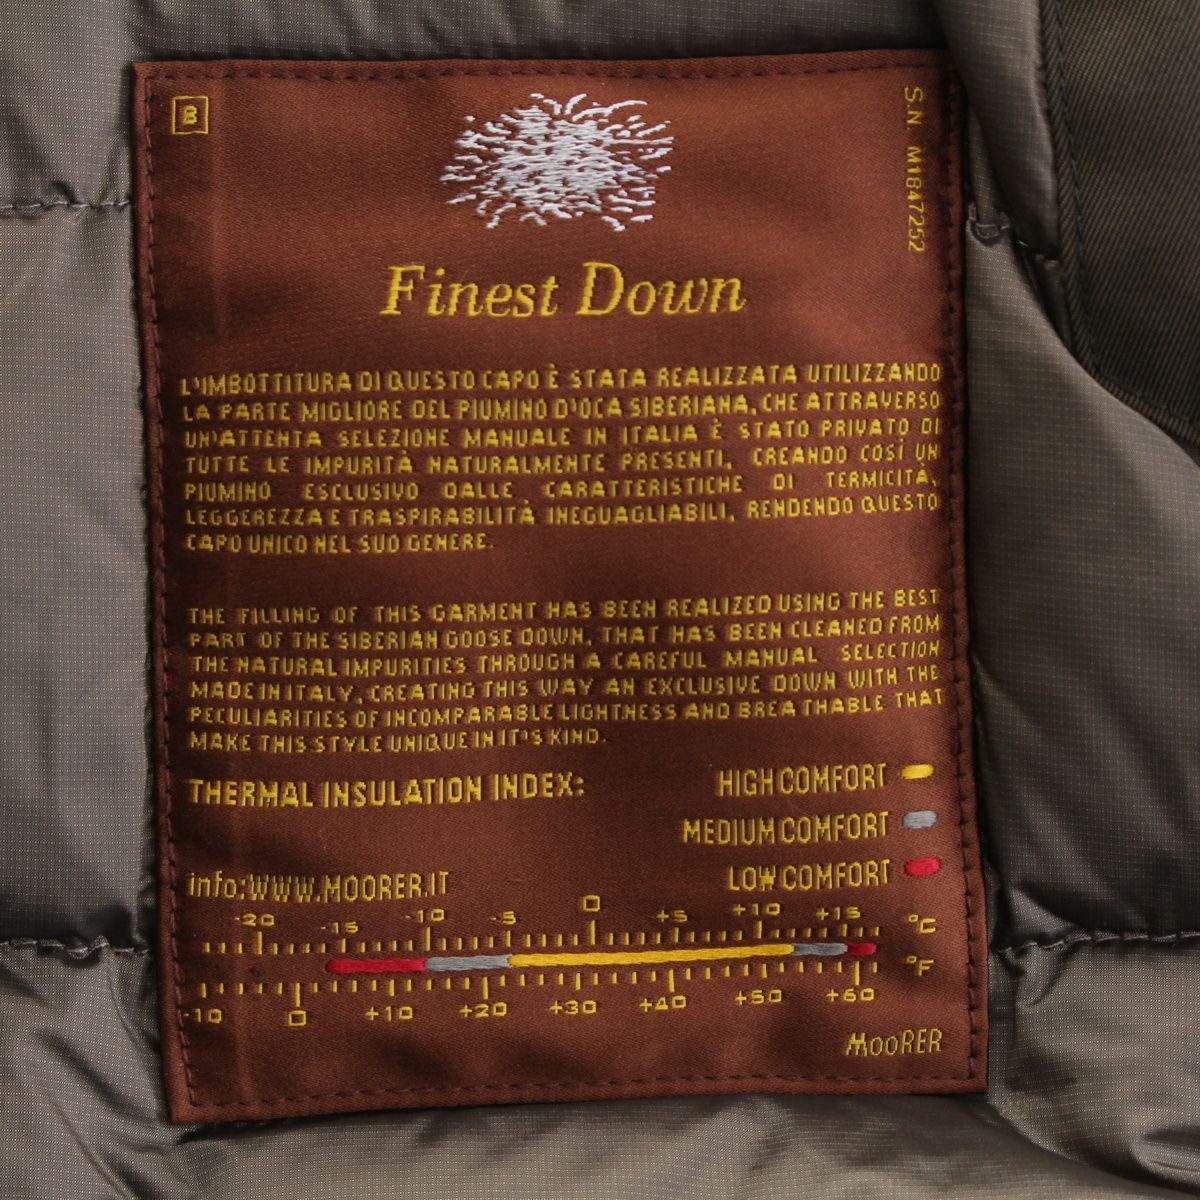 B
S.N. M1847252
Finest Down
L'IMBOTTITURA DI QUESTO CAPO È STATA REALIZZATA UTILIZZANDO
LA PARTE MIGLIORE DEL PIUMINO D'OCA SIBERIANA, CHE ATTRAVERSO
UN'ATTENTA SELEZIONE MANUALE IN ITALIA È STATO PRIVATO DI
TUTTE LE IMPURITÀ NATURALMENTE PRESENTI, CREANDO COSÌ UN
PIUMINO ESCLUSIVO DALLE CARATTERISTICHE DI TERMICITÀ,
LEGGEREZZA E TRASPIRABILITÀ INEGUAGLIABILI, RENDENDO QUESTO
CAPO UNICO NEL SUO GENERE.
THE FILLING OF THIS GARMENT HAS BEEN REALIZED USING THE BEST
PART OF THE SIBERIAN GOOSE DOWN, THAT HAS BEEN CLEANED FROM
THE NATURAL IMPURITIES THROUGH A CAREFUL MANUAL SELECTION
MADE IN ITALY, CREATING THIS WAY AN EXCLUSIVE DOWN WITH THE
PECULIARITIES OF INCOMPARABLE LIGHTNESS AND BREATHABLE THAT
MAKE THIS STYLE UNIQUE IN IT'S KIND.
THERMAL INSULATION INDEX: HIGH COMFORT
MEDIUM COMFORT
info:WWW.MOORER.IT LOW COMFORT
-20 -15 -10 -5 0 +5 +10 +15 °C
°F
-10 0 +10 +20 +30 +40 +50 +60
MOORER